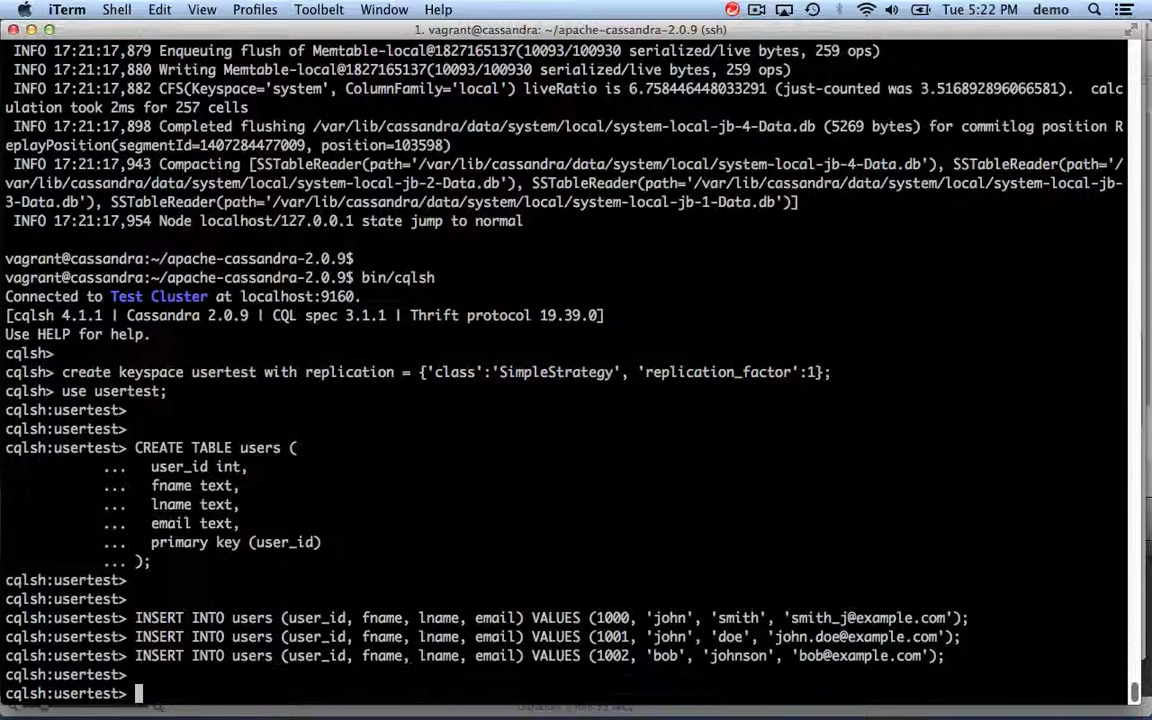 iTerm Shell Edit View Profiles Toolbelt Window Help Tue 5:22 PM demo
1. vagrant@cassandra: ~/apache-cassandra-2.0.9 (ssh)
INFO 17:21:17,879 Enqueuing flush of Memtable-local@1827165137(10093/100930 serialized/live bytes, 259 ops)
INFO 17:21:17,880 Writing Memtable-local@1827165137(10093/100930 serialized/live bytes, 259 ops)
INFO 17:21:17,882 CFS(Keyspace='system', ColumnFamily='local') liveRatio is 6.758446448033291 (just-counted was 3.516892896066581).  calc
ulation took 2ms for 257 cells
INFO 17:21:17,898 Completed flushing /var/lib/cassandra/data/system/local/system-local-jb-4-Data.db (5269 bytes) for commitlog position R
eplayPosition(segmentId=1407284477009, position=103598)
INFO 17:21:17,943 Compacting [SSTableReader(path='/var/lib/cassandra/data/system/local/system-local-jb-4-Data.db'), SSTableReader(path='/
var/lib/cassandra/data/system/local/system-local-jb-2-Data.db'), SSTableReader(path='/var/lib/cassandra/data/system/local/system-local-jb-
3-Data.db'), SSTableReader(path='/var/lib/cassandra/data/system/local/system-local-jb-1-Data.db')]
INFO 17:21:17,954 Node localhost/127.0.0.1 state jump to normal
vagrant@cassandra:~/apache-cassandra-2.0.9$
vagrant@cassandra:~/apache-cassandra-2.0.9$ bin/cqlsh
Connected to Test Cluster at localhost:9160.
[cqlsh 4.1.1 | Cassandra 2.0.9 | CQL spec 3.1.1 | Thrift protocol 19.39.0]
Use HELP for help.
cqlsh>
cqlsh> create keyspace usertest with replication = {'class':'SimpleStrategy', 'replication_factor':1};
cqlsh> use usertest;
cqlsh:usertest>
cqlsh:usertest>
cqlsh:usertest> CREATE TABLE users (
... user_id int,
... fname text,
... lname text,
... email text,
... primary key (user_id)
... );
cqlsh:usertest>
cqlsh:usertest>
cqlsh:usertest> INSERT INTO users (user_id, fname, lname, email) VALUES (1000, 'john', 'smith', 'smith_j@example.com');
cqlsh:usertest> INSERT INTO users (user_id, fname, lname, email) VALUES (1001, 'john', 'doe', 'john.doe@example.com');
cqlsh:usertest> INSERT INTO users (user_id, fname, lname, email) VALUES (1002, 'bob', 'johnson', 'bob@example.com');
cqlsh:usertest>
cqlsh:usertest>